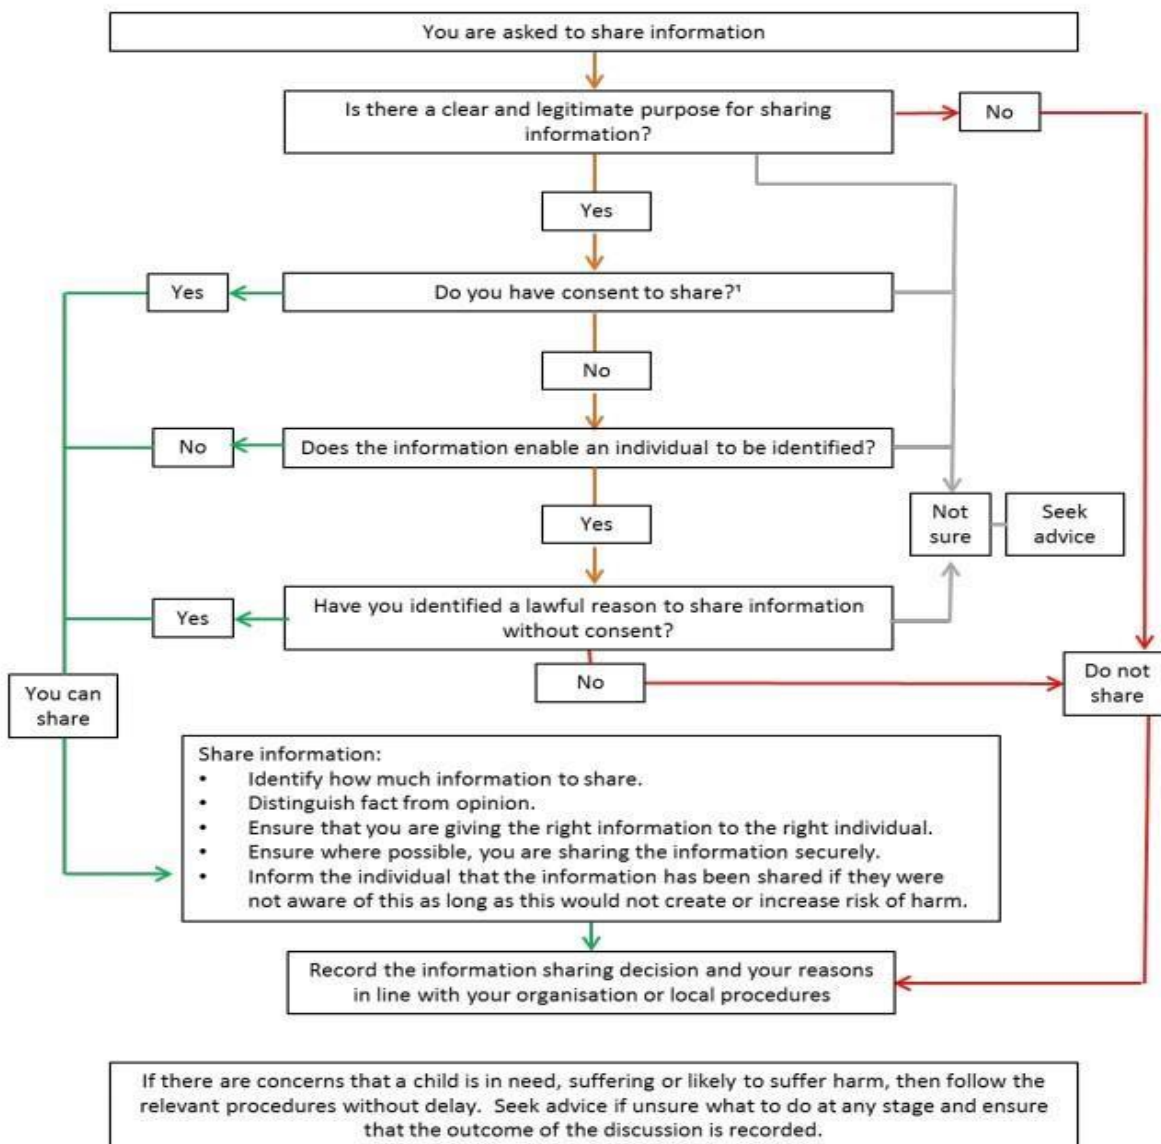 You are asked to share information
Is there a clear and legitimate purpose for sharing
information?
No
Yes
Yes
Do you have consent to share?¹
No
No
Does the information enable an individual to be identified?
Yes
Not
sure
Seek
advice
Yes
Have you identified a lawful reason to share information
without consent?
No
Do not
share
You can
share
Share information:
• Identify how much information to share.
• Distinguish fact from opinion.
• Ensure that you are giving the right information to the right individual.
• Ensure where possible, you are sharing the information securely.
• Inform the individual that the information has been shared if they were
not aware of this as long as this would not create or increase risk of harm.
Record the information sharing decision and your reasons
in line with your organisation or local procedures
If there are concerns that a child is in need, suffering or likely to suffer harm, then follow the
relevant procedures without delay. Seek advice if unsure what to do at any stage and ensure
that the outcome of the discussion is recorded.